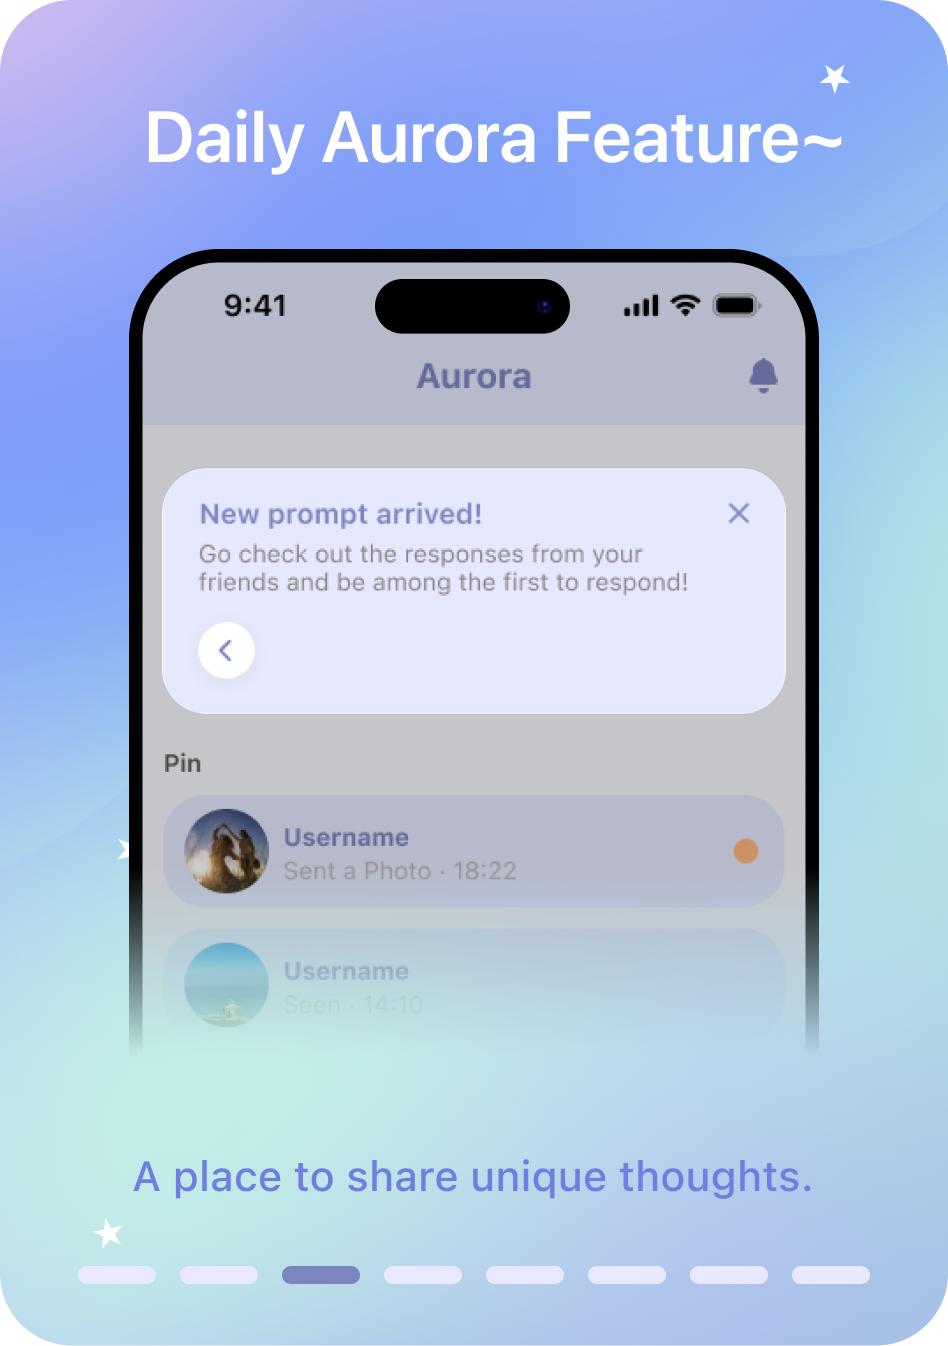 Daily Aurora Feature~
9:41
Aurora
New prompt arrived!
Go check out the responses from your
friends and be among the first to respond!
Pin
Username
Sent a Photo · 18:22
Username
Seen · 14:10
A place to share unique thoughts.